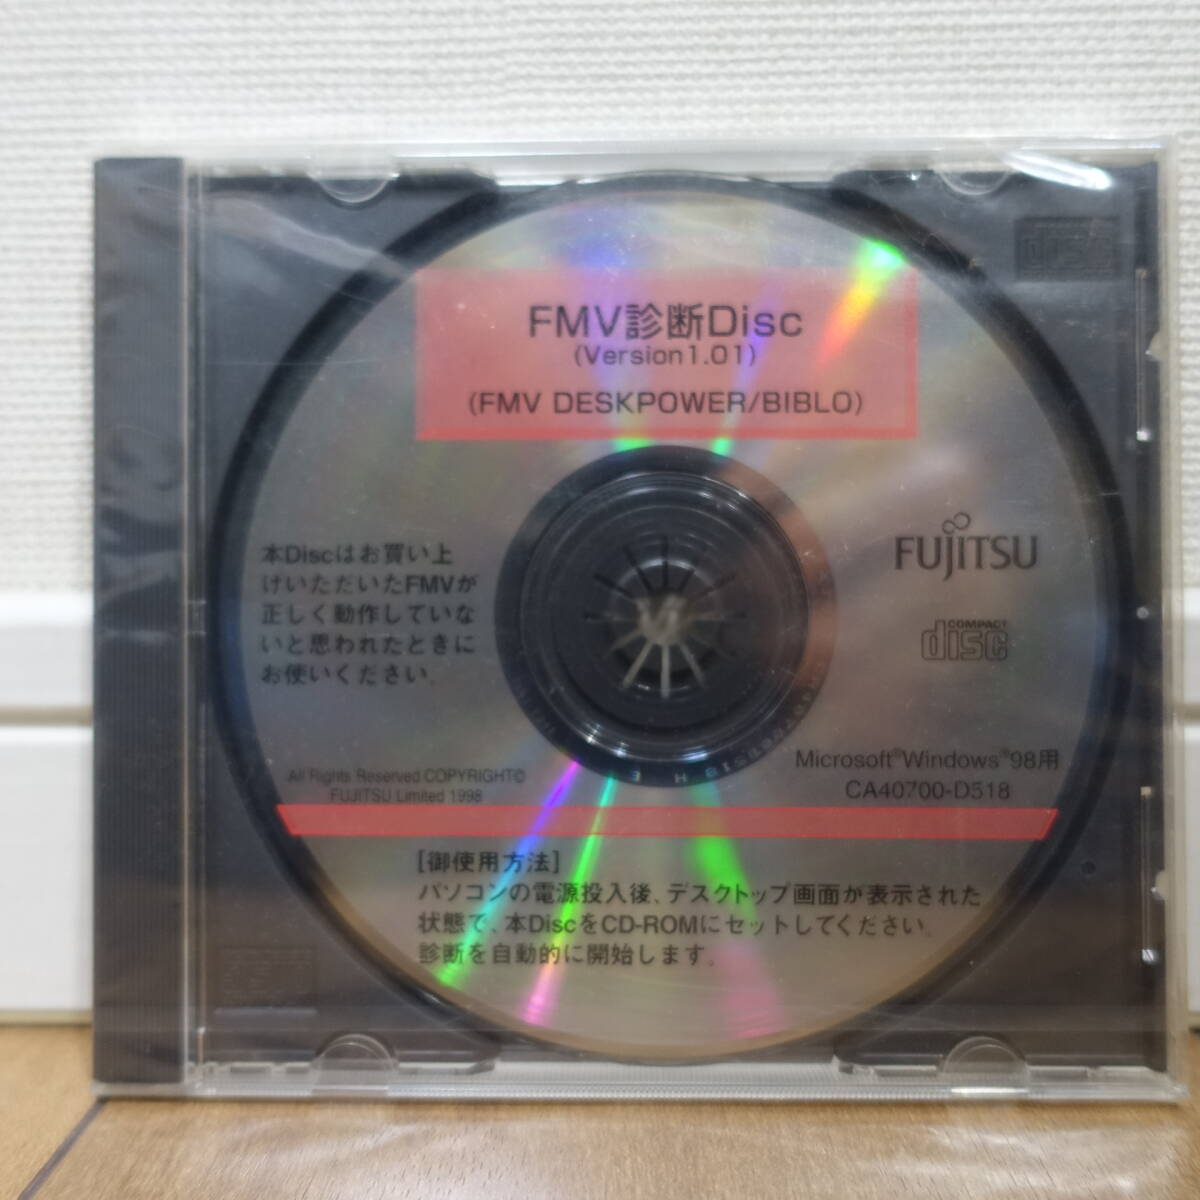 FMV診断Disc
(Version1.01)
(FMV DESKPOWER/BIBLO)
本Discはお買い上
けいただいたFMVが
正しく動作していな
いと思われたときに
お使いください。
FUJITSU
COMPACT
disc
Microsoft®Windows®98用
CA40700-D518
All Rights Reserved COPYRIGHT©
FUJITSU Limited 1998
[御使用方法]
パソコンの電源投入後、デスクトップ画面が表示された
状態で、本DiscをCD-ROMにセットしてください。
診断を自動的に開始します。